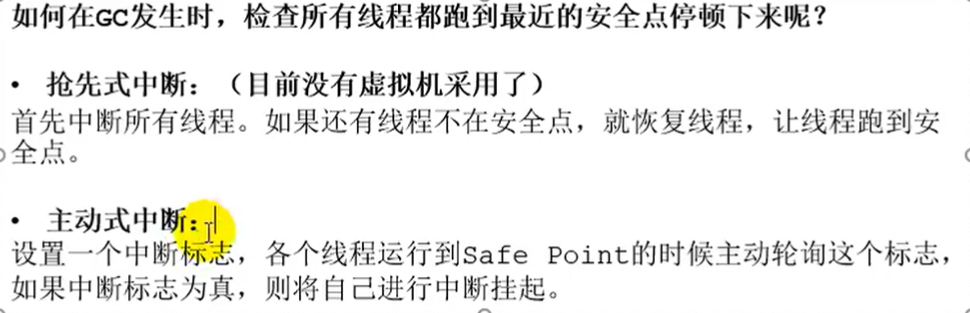 如何在GC发生时，检查所有线程都跑到最近的安全点停顿下来呢？
• 抢先式中断：（目前没有虚拟机采用了）
首先中断所有线程。如果还有线程不在安全点，就恢复线程，让线程跑到安
全点。
• 主动式中断：
设置一个中断标志，各个线程运行到Safe Point的时候主动轮询这个标志，
如果中断标志为真，则将自己进行中断挂起。